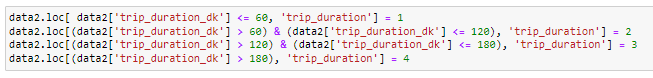 data2.loc[ data2['trip_duration_dk'] <= 60, 'trip_duration'] = 1
data2.loc[(data2['trip_duration_dk'] > 60) & (data2['trip_duration_dk'] <= 120), 'trip_duration'] = 2
data2.loc[(data2['trip_duration_dk'] > 120) & (data2['trip_duration_dk'] <= 180), 'trip_duration'] = 3
data2.loc[(data2['trip_duration_dk'] > 180), 'trip_duration'] = 4